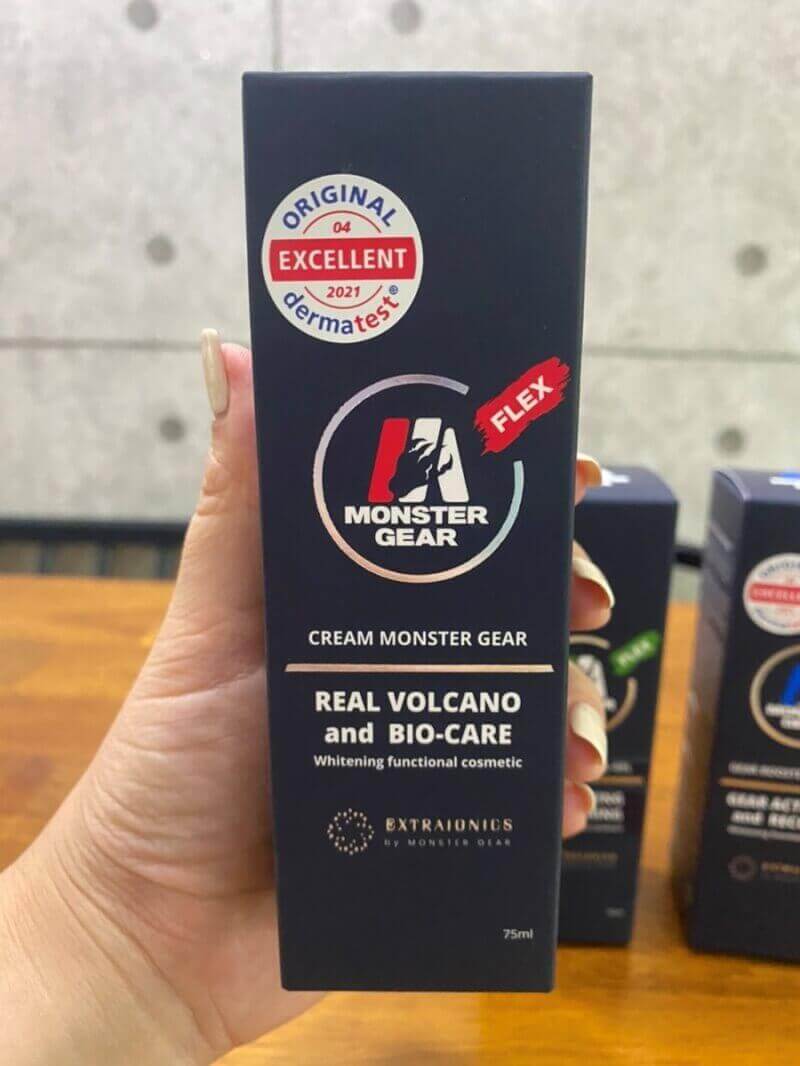 ORIGINAL
04
EXCELLENT
2021
dermatest®
FLEX
MONSTER
GEAR
CREAM MONSTER GEAR
REAL VOLCANO
and BIO-CARE
Whitening functional cosmetic
EXTRAIONICS
by MONSTER GEAR
75ml
FLEX
GEAR